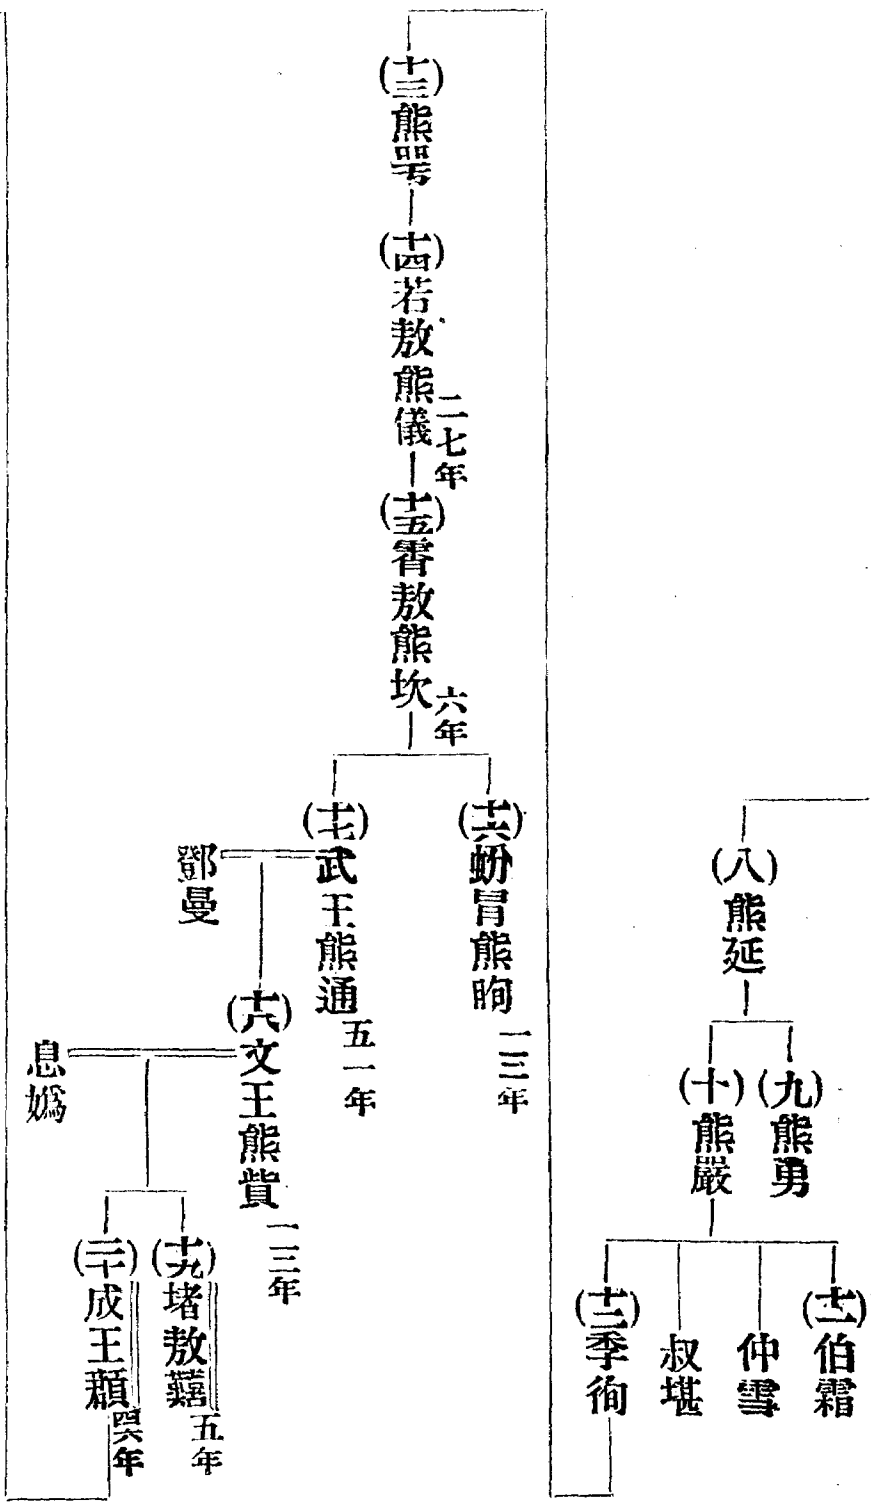 (八)熊延
(九)熊勇
(十)熊嚴
(十一)伯霜
仲雪
叔堪
(十二)季徇
(十三)熊咢
(十四)若敖熊儀 二七年
(十五)霄敖熊坎 六年
(十六)蚡冒熊眴 一三年
(十七)武王熊通 五一年
鄧曼
(十八)文王熊貲 一三年
息嬀
(十九)堵敖囏 五年
(二十)成王頵 四六年